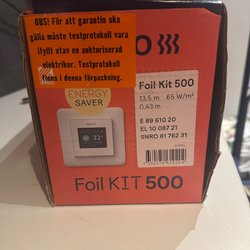 OBS! För att garantin ska
gälla måste testprotokoll vara
ifyllt utav en auktoriserad
elektriker. Testprotokoll
finns i denna förpackning.
ENERGY
SAVER
22°
Foil Kit 500
13.5 m 65 W/m²
0.43 m
E 89 610 20
EL 10 087 21
SNRO 81 762 31
Foil KIT 500